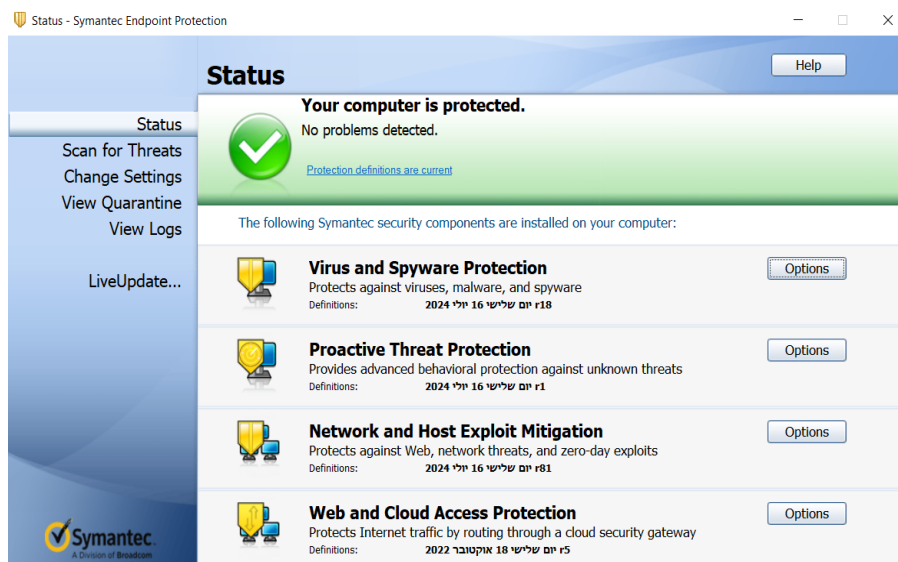 Status - Symantec Endpoint Protection
Status
Help
Status
Scan for Threats
Change Settings
View Quarantine
View Logs
LiveUpdate...
Your computer is protected.
No problems detected.
Protection definitions are current
The following Symantec security components are installed on your computer:
Virus and Spyware Protection
Options
Protects against viruses, malware, and spyware
Definitions: יום שלישי 16 יולי 2024 r18
Proactive Threat Protection
Options
Provides advanced behavioral protection against unknown threats
Definitions: יום שלישי 16 יולי 2024 r1
Network and Host Exploit Mitigation
Options
Protects against Web, network threats, and zero-day exploits
Definitions: יום שלישי 16 יולי 2024 r81
Web and Cloud Access Protection
Options
Protects Internet traffic by routing through a cloud security gateway
Definitions: יום שלישי 18 אוקטובר 2022 r5
Symantec.
A Division of Broadcom